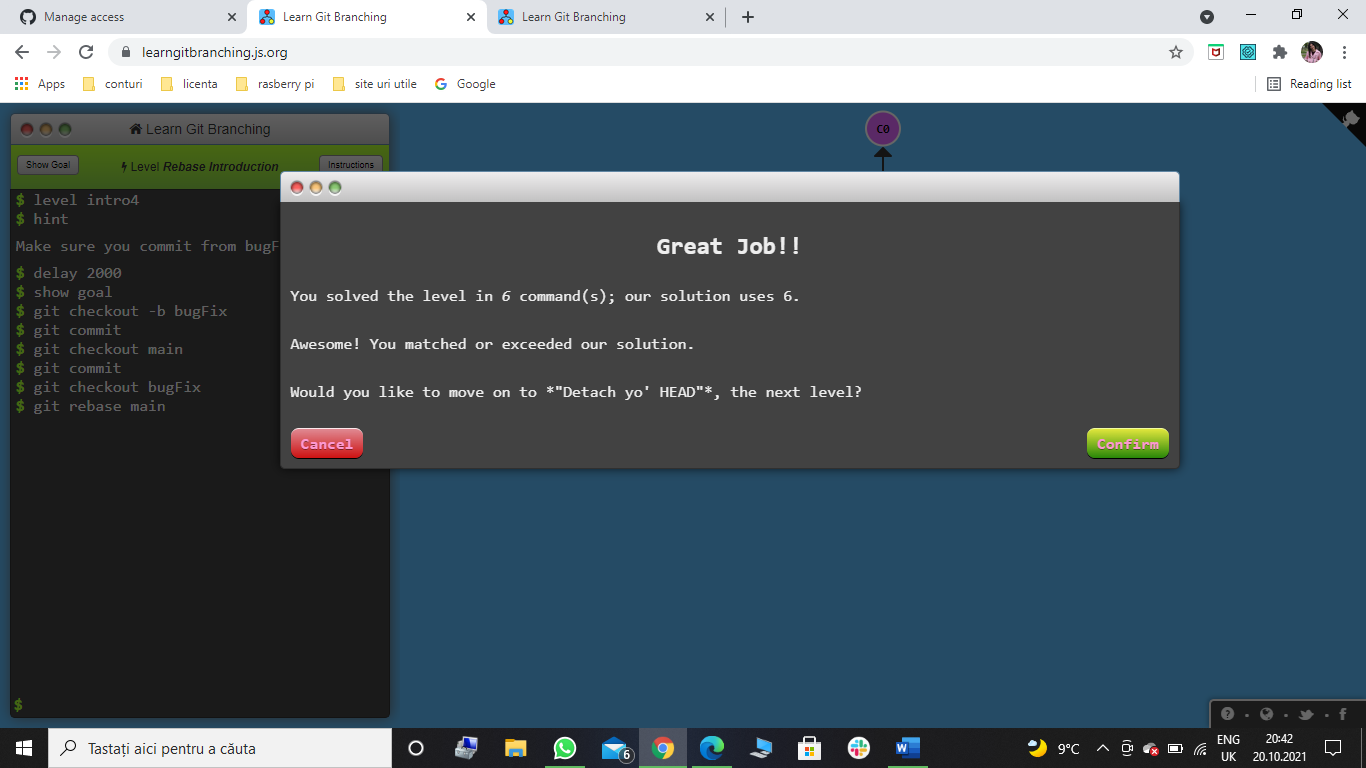 Manage access
Learn Git Branching
Learn Git Branching
learngitbranching.js.org
Apps
conturi
licenta
rasberry pi
site uri utile
Google
Reading list
Learn Git Branching
Show Goal
Level Rebase Introduction
Instructions
$ level intro4
$ hint
Make sure you commit from bugF
$ delay 2000
$ show goal
$ git checkout -b bugFix
$ git commit
$ git checkout main
$ git commit
$ git checkout bugFix
$ git rebase main
$
C0
Great Job!!
You solved the level in 6 command(s); our solution uses 6.
Awesome! You matched or exceeded our solution.
Would you like to move on to *"Detach yo' HEAD"*, the next level?
Cancel
Confirm
Tastați aici pentru a căuta
6
9°C
ENG
UK
20:42
20.10.2021